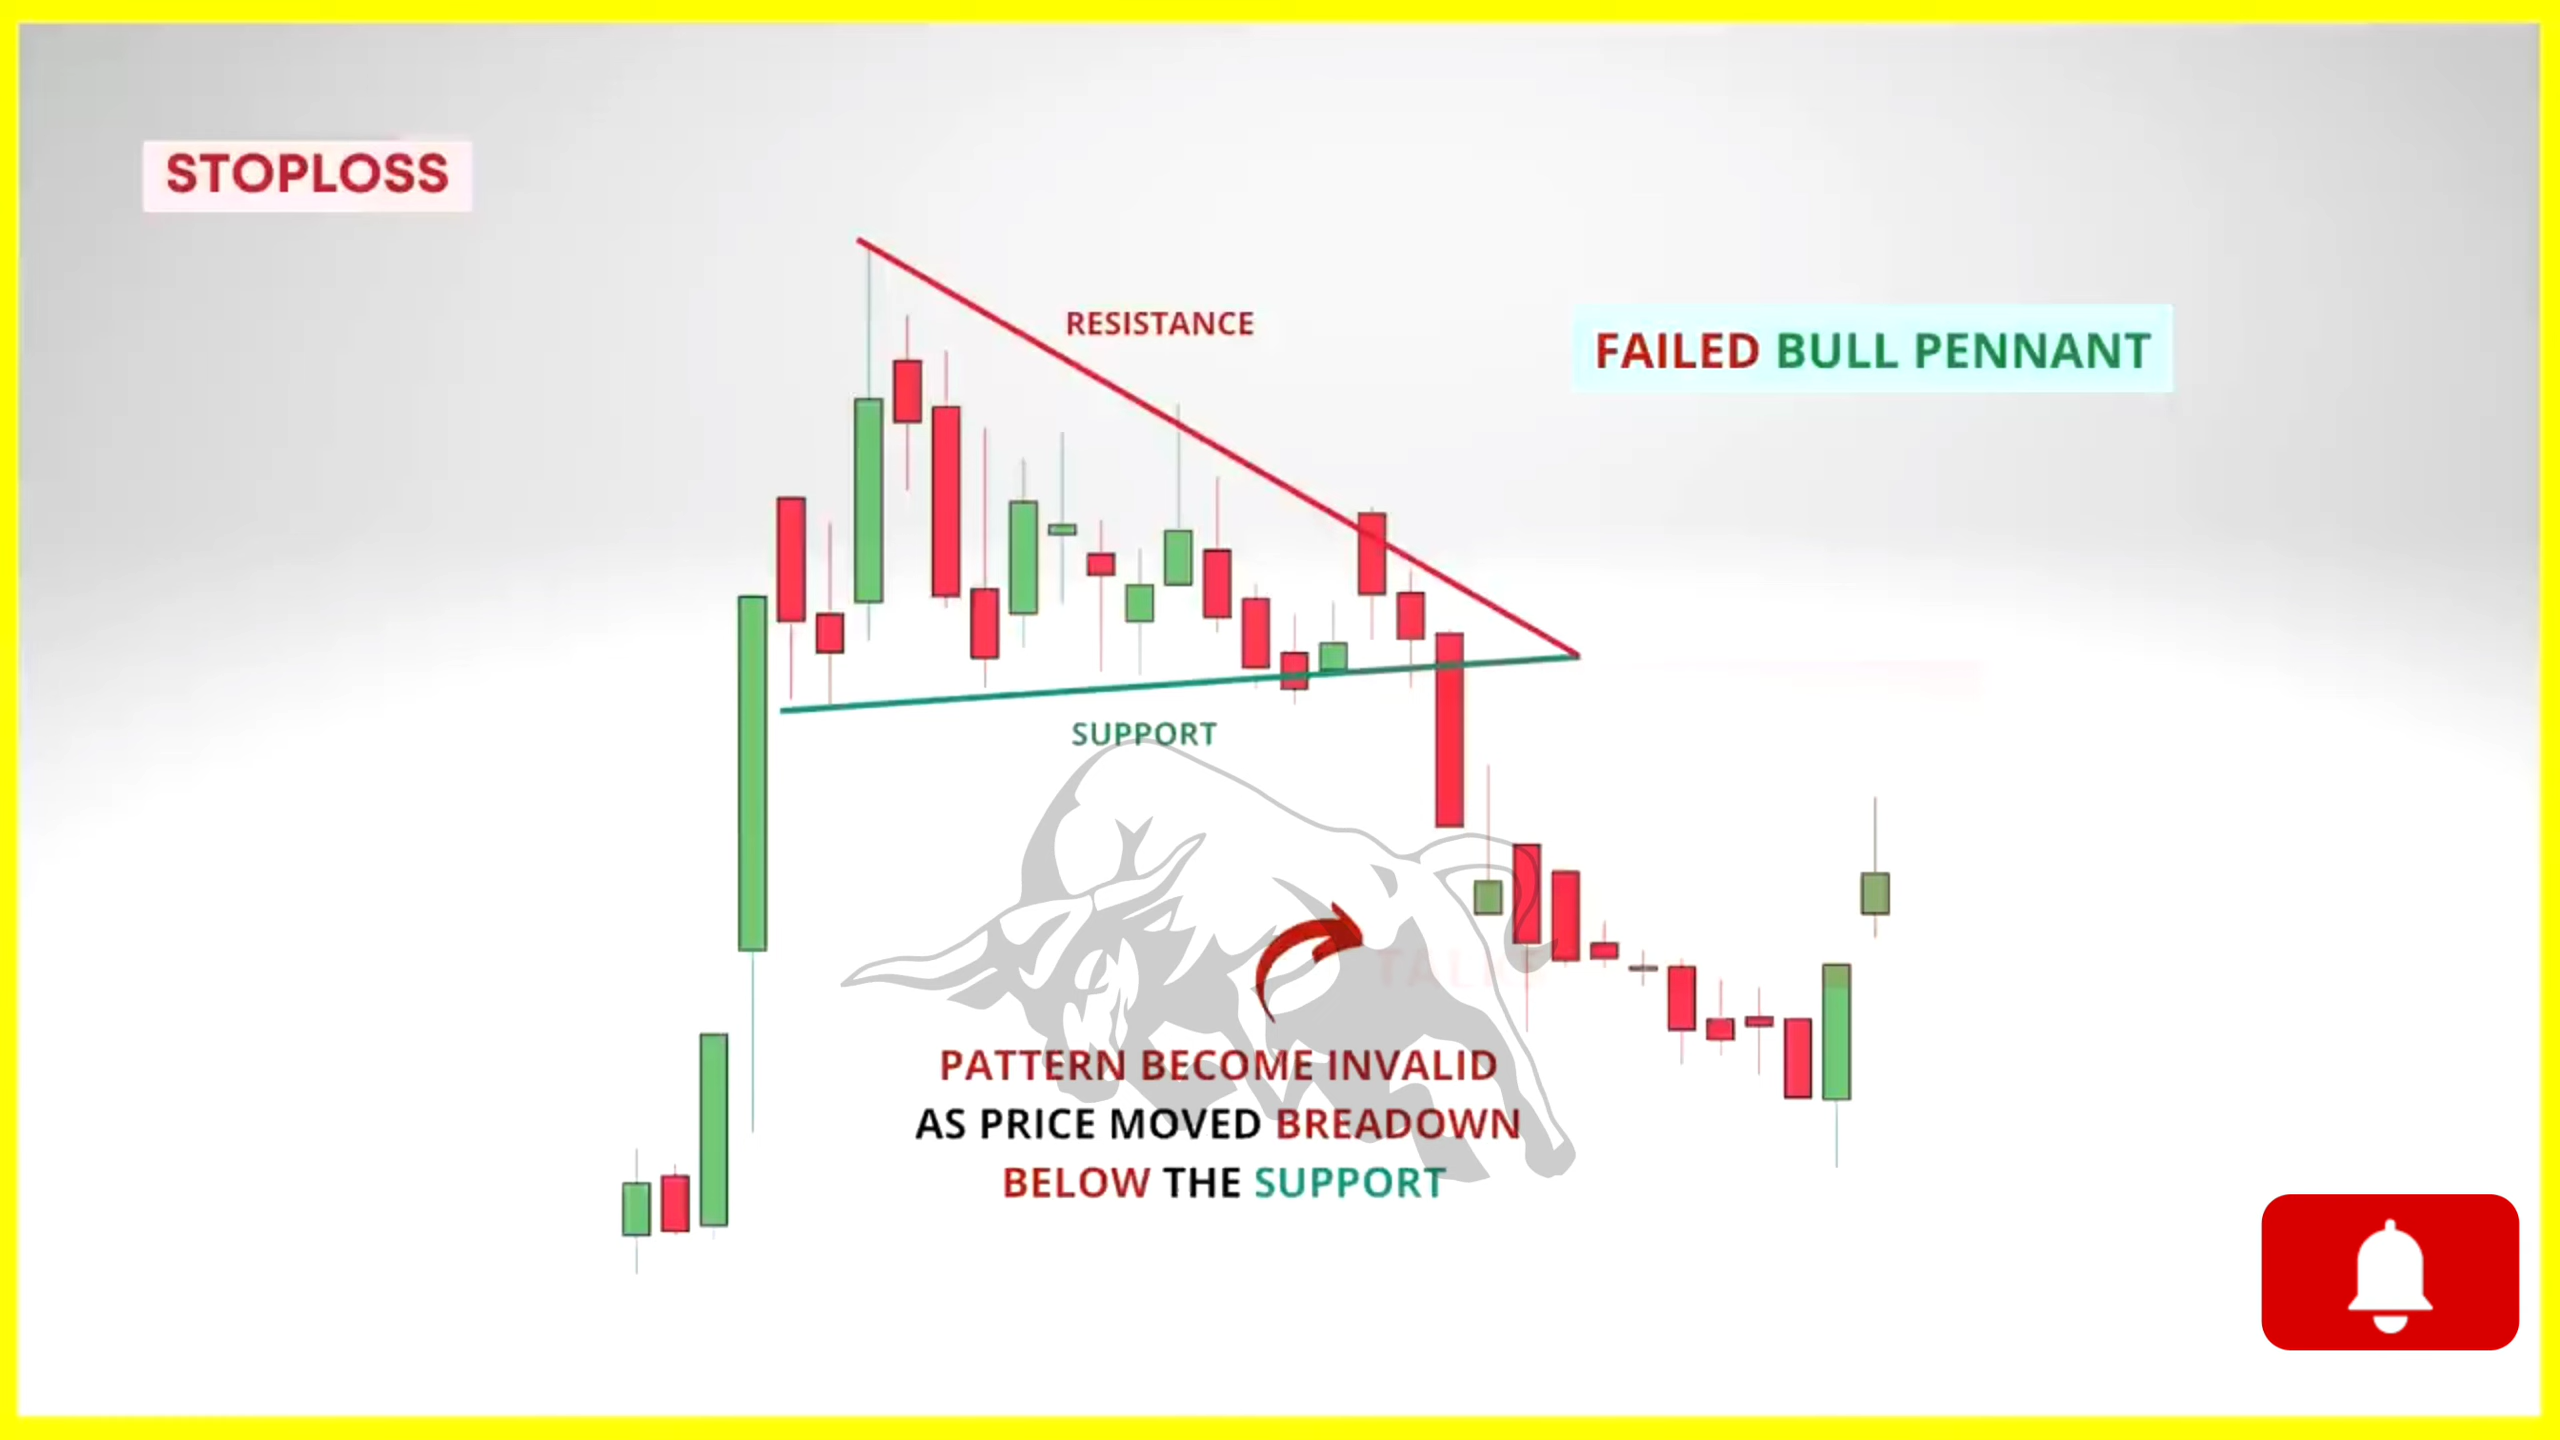 STOPLOSS
RESISTANCE
FAILED BULL PENNANT
SUPPORT
PATTERN BECOME INVALID
AS PRICE MOVED BREADOWN
BELOW THE SUPPORT